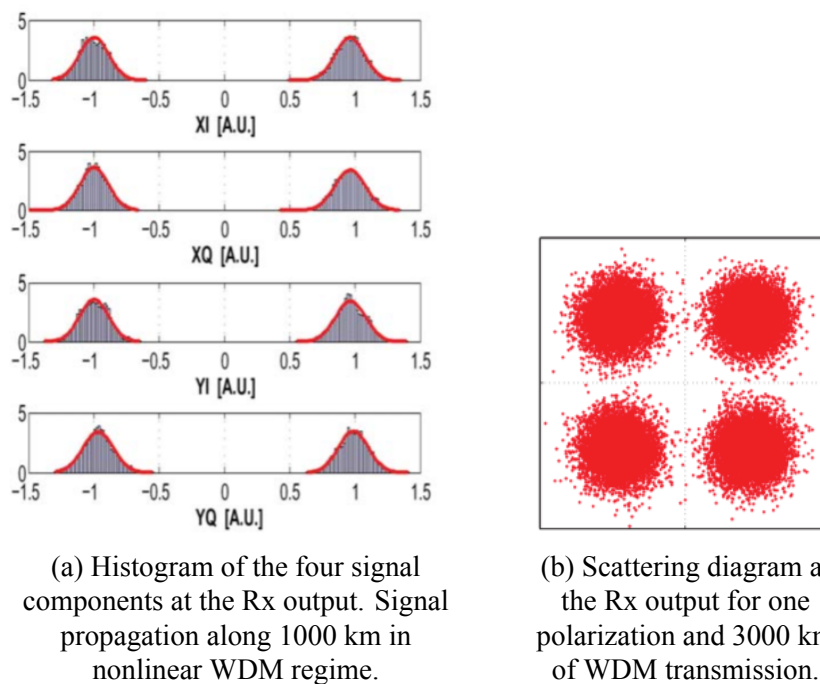 5
0
−1.5 −1 −0.5 0 0.5 1 1.5
XI [A.U.]
5
0
−1.5 −1 −0.5 0 0.5 1 1.5
XQ [A.U.]
5
0
−1.5 −1 −0.5 0 0.5 1 1.5
YI [A.U.]
5
0
−1.5 −1 −0.5 0 0.5 1 1.5
YQ [A.U.]
(a) Histogram of the four signal
components at the Rx output. Signal
propagation along 1000 km in
nonlinear WDM regime.
(b) Scattering diagram a
the Rx output for one
polarization and 3000 km
of WDM transmission.